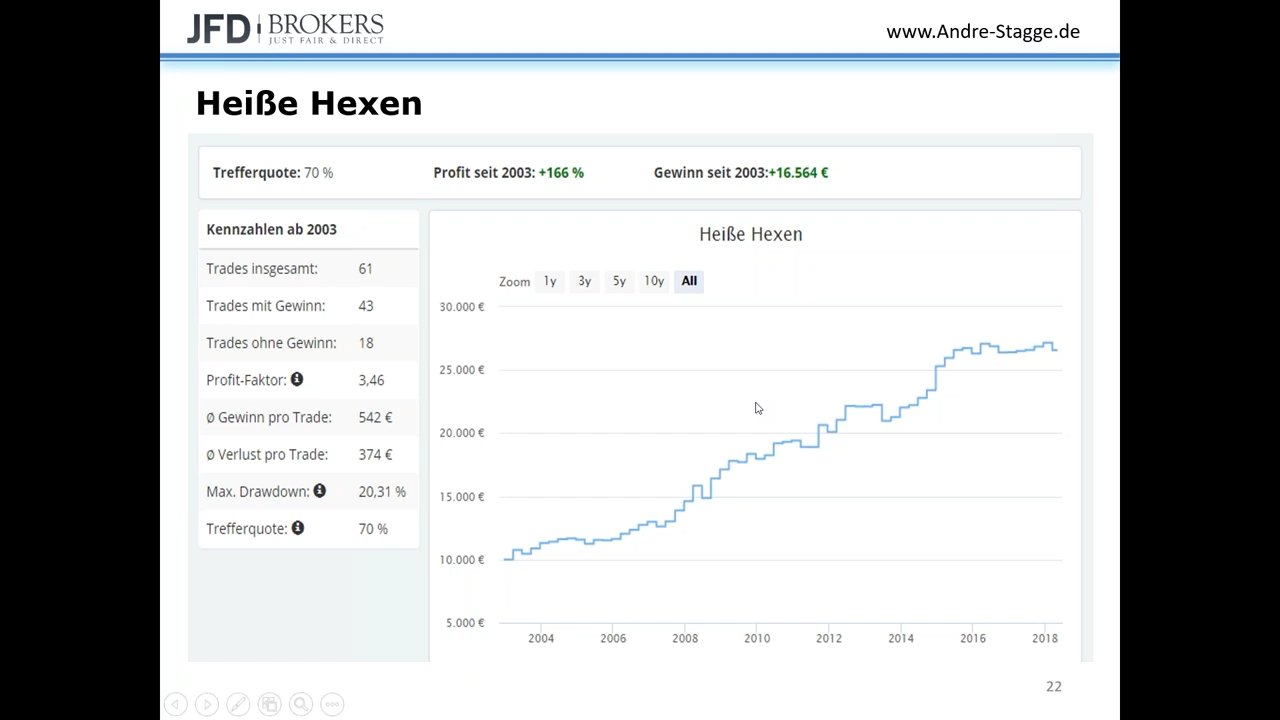 JFD BROKERS
JUST FAIR & DIRECT
www.Andre-Stagge.de
Heiße Hexen
Trefferquote: 70 %
Profit seit 2003: +166 %
Gewinn seit 2003:+16.564 €
Kennzahlen ab 2003
Trades insgesamt: 61
Trades mit Gewinn: 43
Trades ohne Gewinn: 18
Profit-Faktor: 3,46
Ø Gewinn pro Trade: 542 €
Ø Verlust pro Trade: 374 €
Max. Drawdown: 20,31 %
Trefferquote: 70 %
Heiße Hexen
Zoom 1y 3y 5y 10y All
30.000 €
25.000 €
20.000 €
15.000 €
10.000 €
5.000 €
2004 2006 2008 2010 2012 2014 2016 2018
22